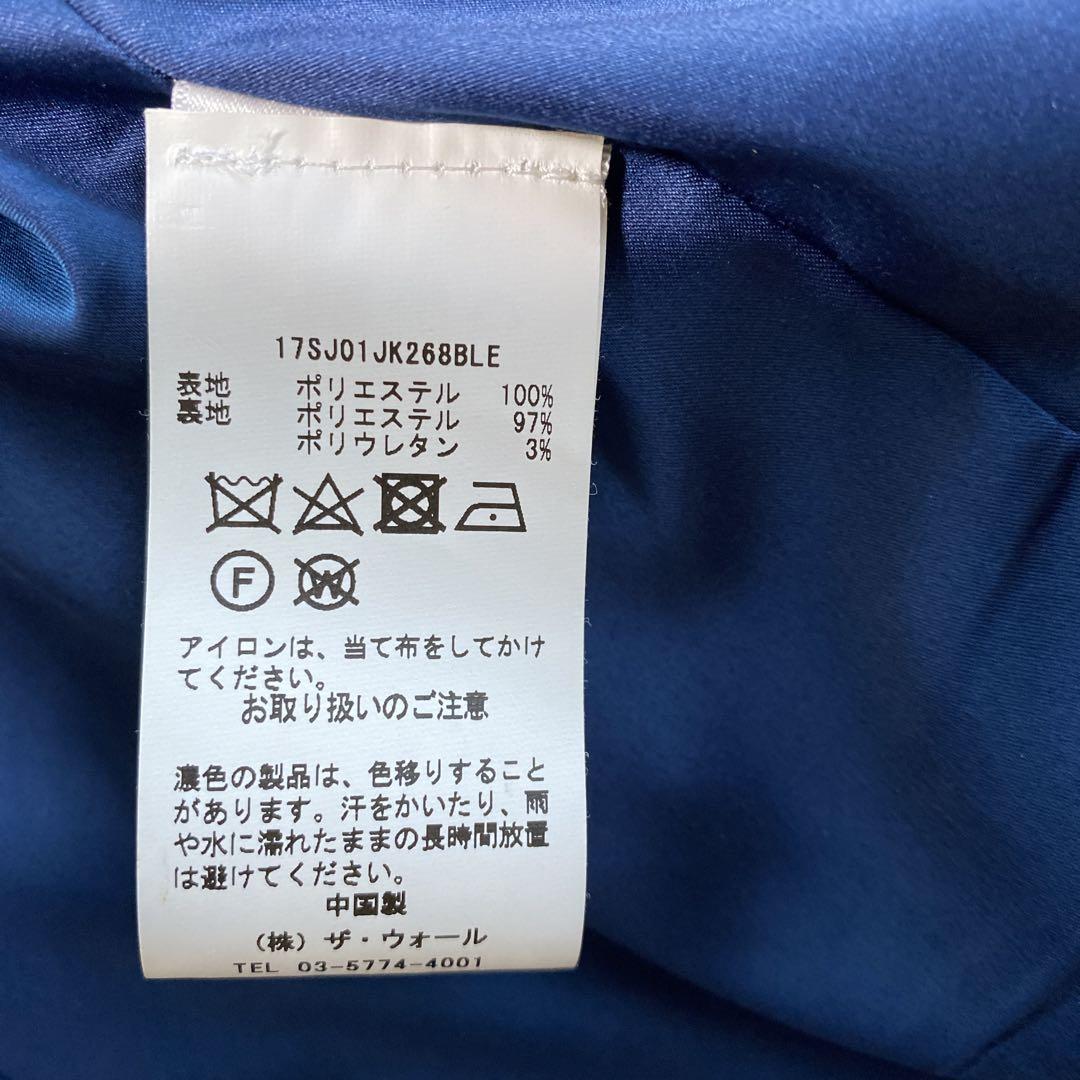 17SJ01JK268BLE
表地 ポリエステル 100%
裏地 ポリエステル 97%
ポリウレタン 3%
F W
アイロンは、当て布をしてかけ
てください。
お取り扱いのご注意
濃色の製品は、色移りすること
があります。汗をかいたり、雨
や水に濡れたままの長時間放置
は避けてください。
中国製
(株) ザ・ウォール
TEL 03-5774-4001